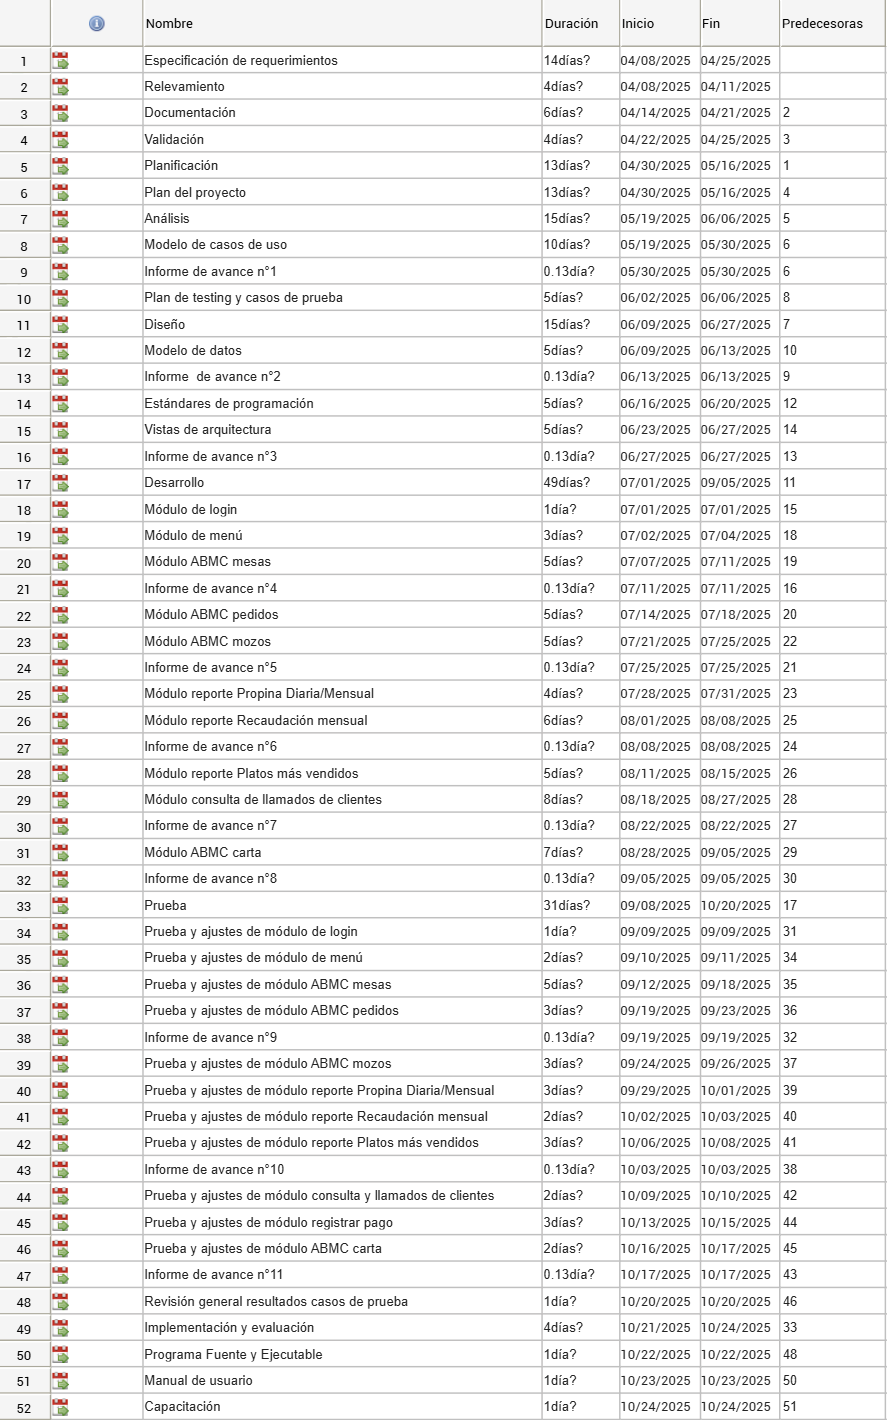 Nombre Duración Inicio Fin Predecesoras
1 Especificación de requerimientos 14días? 04/08/2025 04/25/2025
2 Relevamiento 4días? 04/08/2025 04/11/2025
3 Documentación 6días? 04/14/2025 04/21/2025 2
4 Validación 4días? 04/22/2025 04/25/2025 3
5 Planificación 13días? 04/30/2025 05/16/2025 1
6 Plan del proyecto 13días? 04/30/2025 05/16/2025 4
7 Análisis 15días? 05/19/2025 06/06/2025 5
8 Modelo de casos de uso 10días? 05/19/2025 05/30/2025 6
9 Informe de avance n°1 0.13día? 05/30/2025 05/30/2025 6
10 Plan de testing y casos de prueba 5días? 06/02/2025 06/06/2025 8
11 Diseño 15días? 06/09/2025 06/27/2025 7
12 Modelo de datos 5días? 06/09/2025 06/13/2025 10
13 Informe  de avance n°2 0.13día? 06/13/2025 06/13/2025 9
14 Estándares de programación 5días? 06/16/2025 06/20/2025 12
15 Vistas de arquitectura 5días? 06/23/2025 06/27/2025 14
16 Informe de avance n°3 0.13día? 06/27/2025 06/27/2025 13
17 Desarrollo 49días? 07/01/2025 09/05/2025 11
18 Módulo de login 1día? 07/01/2025 07/01/2025 15
19 Módulo de menú 3días? 07/02/2025 07/04/2025 18
20 Módulo ABMC mesas 5días? 07/07/2025 07/11/2025 19
21 Informe de avance n°4 0.13día? 07/11/2025 07/11/2025 16
22 Módulo ABMC pedidos 5días? 07/14/2025 07/18/2025 20
23 Módulo ABMC mozos 5días? 07/21/2025 07/25/2025 22
24 Informe de avance n°5 0.13día? 07/25/2025 07/25/2025 21
25 Módulo reporte Propina Diaria/Mensual 4días? 07/28/2025 07/31/2025 23
26 Módulo reporte Recaudación mensual 6días? 08/01/2025 08/08/2025 25
27 Informe de avance n°6 0.13día? 08/08/2025 08/08/2025 24
28 Módulo reporte Platos más vendidos 5días? 08/11/2025 08/15/2025 26
29 Módulo consulta de llamados de clientes 8días? 08/18/2025 08/27/2025 28
30 Informe de avance n°7 0.13día? 08/22/2025 08/22/2025 27
31 Módulo ABMC carta 7días? 08/28/2025 09/05/2025 29
32 Informe de avance n°8 0.13día? 09/05/2025 09/05/2025 30
33 Prueba 31días? 09/08/2025 10/20/2025 17
34 Prueba y ajustes de módulo de login 1día? 09/09/2025 09/09/2025 31
35 Prueba y ajustes de módulo de menú 2días? 09/10/2025 09/11/2025 34
36 Prueba y ajustes de módulo ABMC mesas 5días? 09/12/2025 09/18/2025 35
37 Prueba y ajustes de módulo ABMC pedidos 3días? 09/19/2025 09/23/2025 36
38 Informe de avance n°9 0.13día? 09/19/2025 09/19/2025 32
39 Prueba y ajustes de módulo ABMC mozos 3días? 09/24/2025 09/26/2025 37
40 Prueba y ajustes de módulo reporte Propina Diaria/Mensual 3días? 09/29/2025 10/01/2025 39
41 Prueba y ajustes de módulo reporte Recaudación mensual 2días? 10/02/2025 10/03/2025 40
42 Prueba y ajustes de módulo reporte Platos más vendidos 3días? 10/06/2025 10/08/2025 41
43 Informe de avance n°10 0.13día? 10/03/2025 10/03/2025 38
44 Prueba y ajustes de módulo consulta y llamados de clientes 2días? 10/09/2025 10/10/2025 42
45 Prueba y ajustes de módulo registrar pago 3días? 10/13/2025 10/15/2025 44
46 Prueba y ajustes de módulo ABMC carta 2días? 10/16/2025 10/17/2025 45
47 Informe de avance n°11 0.13día? 10/17/2025 10/17/2025 43
48 Revisión general resultados casos de prueba 1día? 10/20/2025 10/20/2025 46
49 Implementación y evaluación 4días? 10/21/2025 10/24/2025 33
50 Programa Fuente y Ejecutable 1día? 10/22/2025 10/22/2025 48
51 Manual de usuario 1día? 10/23/2025 10/23/2025 50
52 Capacitación 1día? 10/24/2025 10/24/2025 51